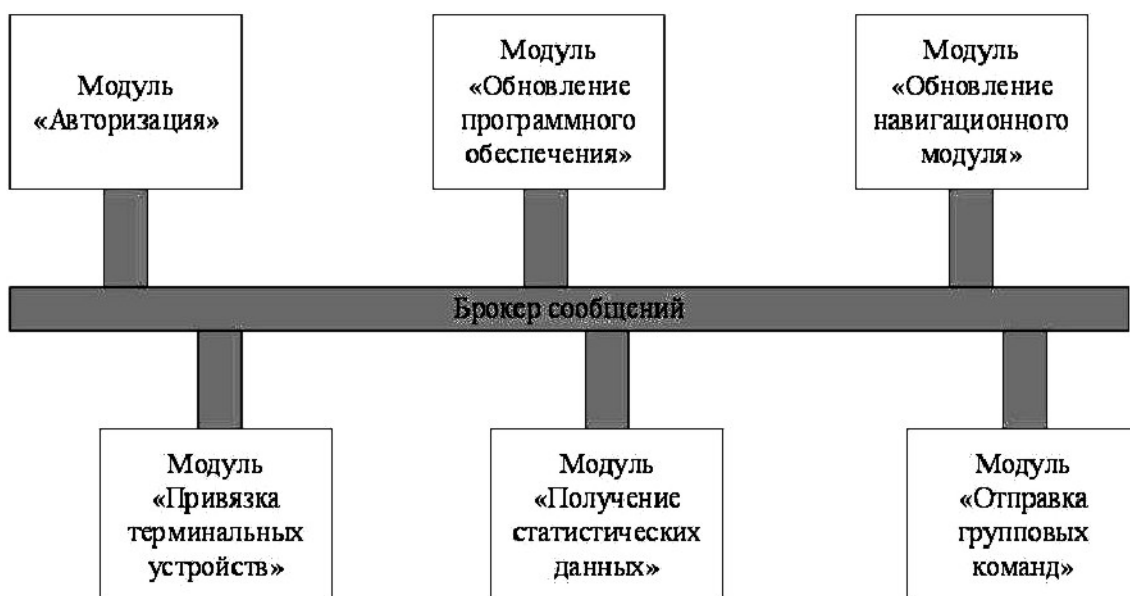 Модуль
«Авторизация»
Модуль
«Обновление
программного
обеспечения»
Модуль
«Обновление
навигационного
модуля»
Брокер сообщений
Модуль
«Привязка
терминальных
устройств»
Модуль
«Получение
статистических
данных»
Модуль
«Отправка
групповых
команд»